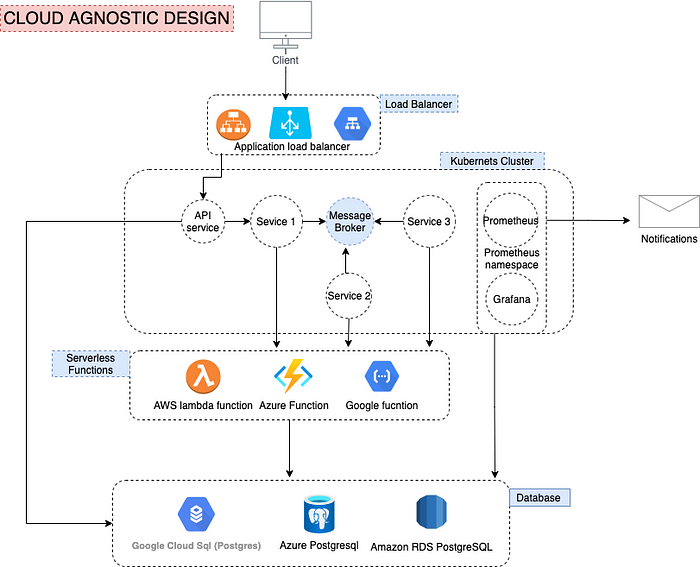 CLOUD AGNOSTIC DESIGN
Client
Load Balancer
Application load balancer
Kubernets Cluster
API
service
Sevice 1
Message
Broker
Service 3
Prometheus
Prometheus
namespace
Notifications
Service 2
Grafana
Serverless
Functions
AWS lambda function
Azure Function
Google fucntion
Database
Google Cloud Sql (Postgres)
Azure Postgresql
Amazon RDS PostgreSQL